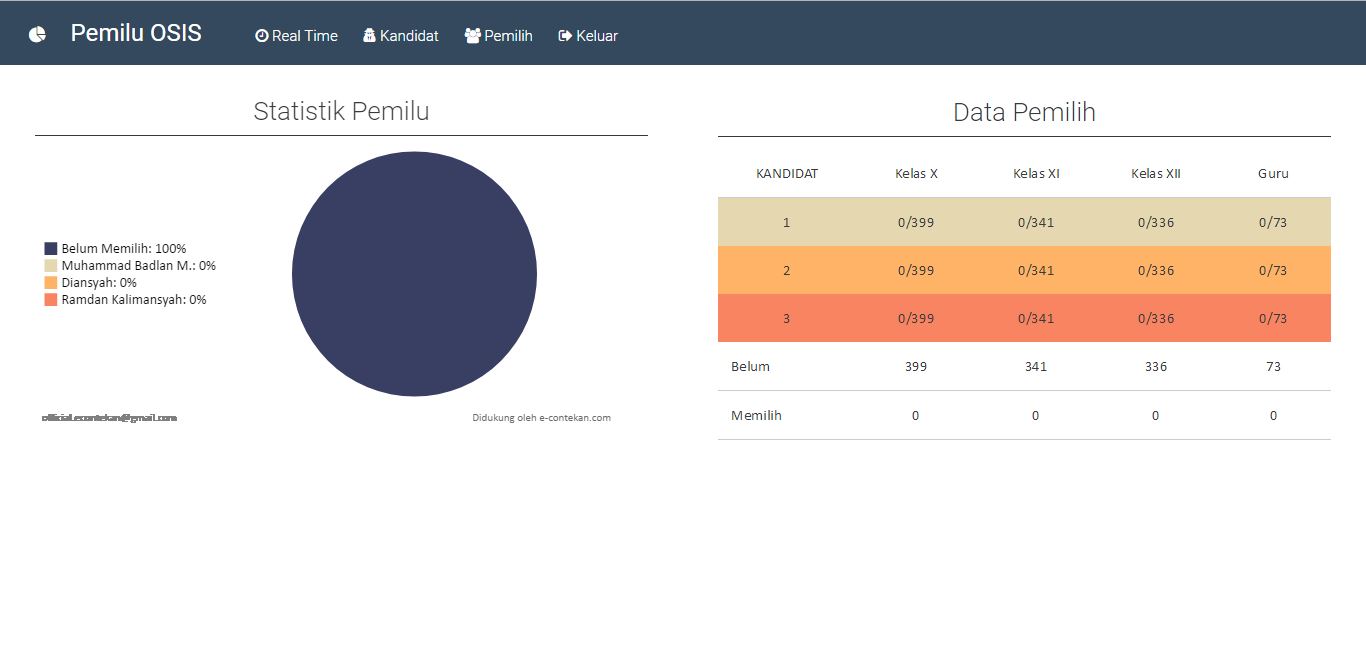 Pemilu OSIS Real Time Kandidat Pemilih Keluar
Statistik Pemilu
Belum Memilih: 100%
Muhammad Badlan M.: 0%
Diansyah: 0%
Ramdan Kalimansyah: 0%
official.econtekan@gmail.com
Didukung oleh e-contekan.com
Data Pemilih
KANDIDAT Kelas X Kelas XI Kelas XII Guru
1 0/399 0/341 0/336 0/73
2 0/399 0/341 0/336 0/73
3 0/399 0/341 0/336 0/73
Belum 399 341 336 73
Memilih 0 0 0 0